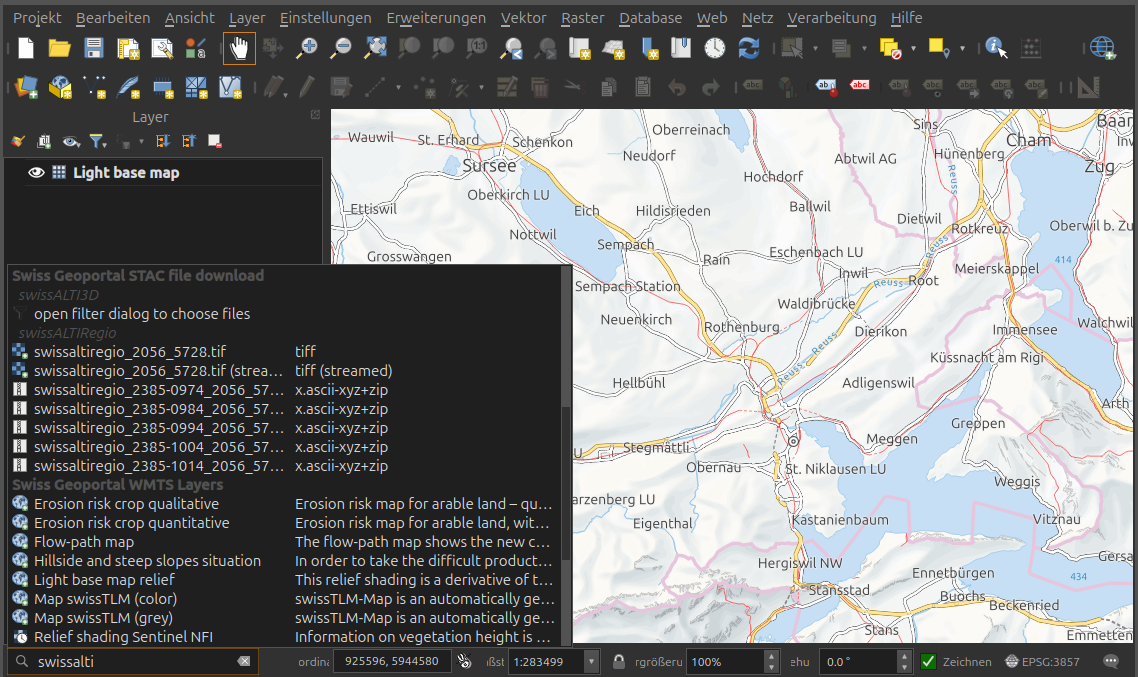 Projekt Bearbeiten Ansicht Layer Einstellungen Erweiterungen Vektor Raster Database Web Netz Verarbeitung Hilfe
1:1
abc
abc
abc
Layer
Light base map
Swiss Geoportal STAC file download
swissALTI3D
open filter dialog to choose files
swissALTIRegio
swissaltiregio_2056_5728.tif tiff
swissaltiregio_2056_5728.tif (strea... tiff (streamed)
swissaltiregio_2385-0974_2056_57... x.ascii-xyz+zip
swissaltiregio_2385-0984_2056_57... x.ascii-xyz+zip
swissaltiregio_2385-0994_2056_57... x.ascii-xyz+zip
swissaltiregio_2385-1004_2056_57... x.ascii-xyz+zip
swissaltiregio_2385-1014_2056_57... x.ascii-xyz+zip
Swiss Geoportal WMTS Layers
Erosion risk crop qualitative Erosion risk map for arable land – qu...
Erosion risk crop quantitative Erosion risk map for arable land, wit...
Flow-path map The flow-path map shows the new c...
Hillside and steep slopes situation In order to take the difficult product...
Light base map relief This relief shading is a derivative of t...
Map swissTLM (color) swissTLM-Map is an automatically ge...
Map swissTLM (grey) swissTLM-Map is an automatically ge...
Relief shading Sentinel NFI Information on vegetation height is ...
Baar
Sins
Oberreinach
Wauwil
St. Erhard
Schenkon
Cham
Inw
Neudorf
Abtwil AG
Hünenberg
Sursee
Zug
Hochdorf
Reuss
Oberkirch LU
Ettiswil
Eich
Hildisrieden
Ballwil
Dietwil
Rotkreuz
Oberwil b. Zu
Nottwil
Sempach
Reuss
Grosswangen
Rain
Eschenbach LU
414
Inwil
Meierskappel
Sempach Station
Reuss
Root
Waldibrücke
Neuenkirch
Rothenburg
Dierikon
Immensee
Walchwil
Reuss
Küssnacht am Rigi
Hellbühl
Adligenswil
Arth
Greppen
Meggen
Stegmättli
U
Obernau
St. Niklausen LU
Weggis
arzenberg LU
Kastanienbaum
Vitznau
Eigenthal
Gersa
Hergiswil NW
Ennetbürgen
434
Stansstad
Buochs
Beckenried
Stans
Emmetten
swissalti ordina 925596, 5944580 ıßst 1:283499 rgrößeru 100% ehu 0.0 ° Zeichnen EPSG:3857